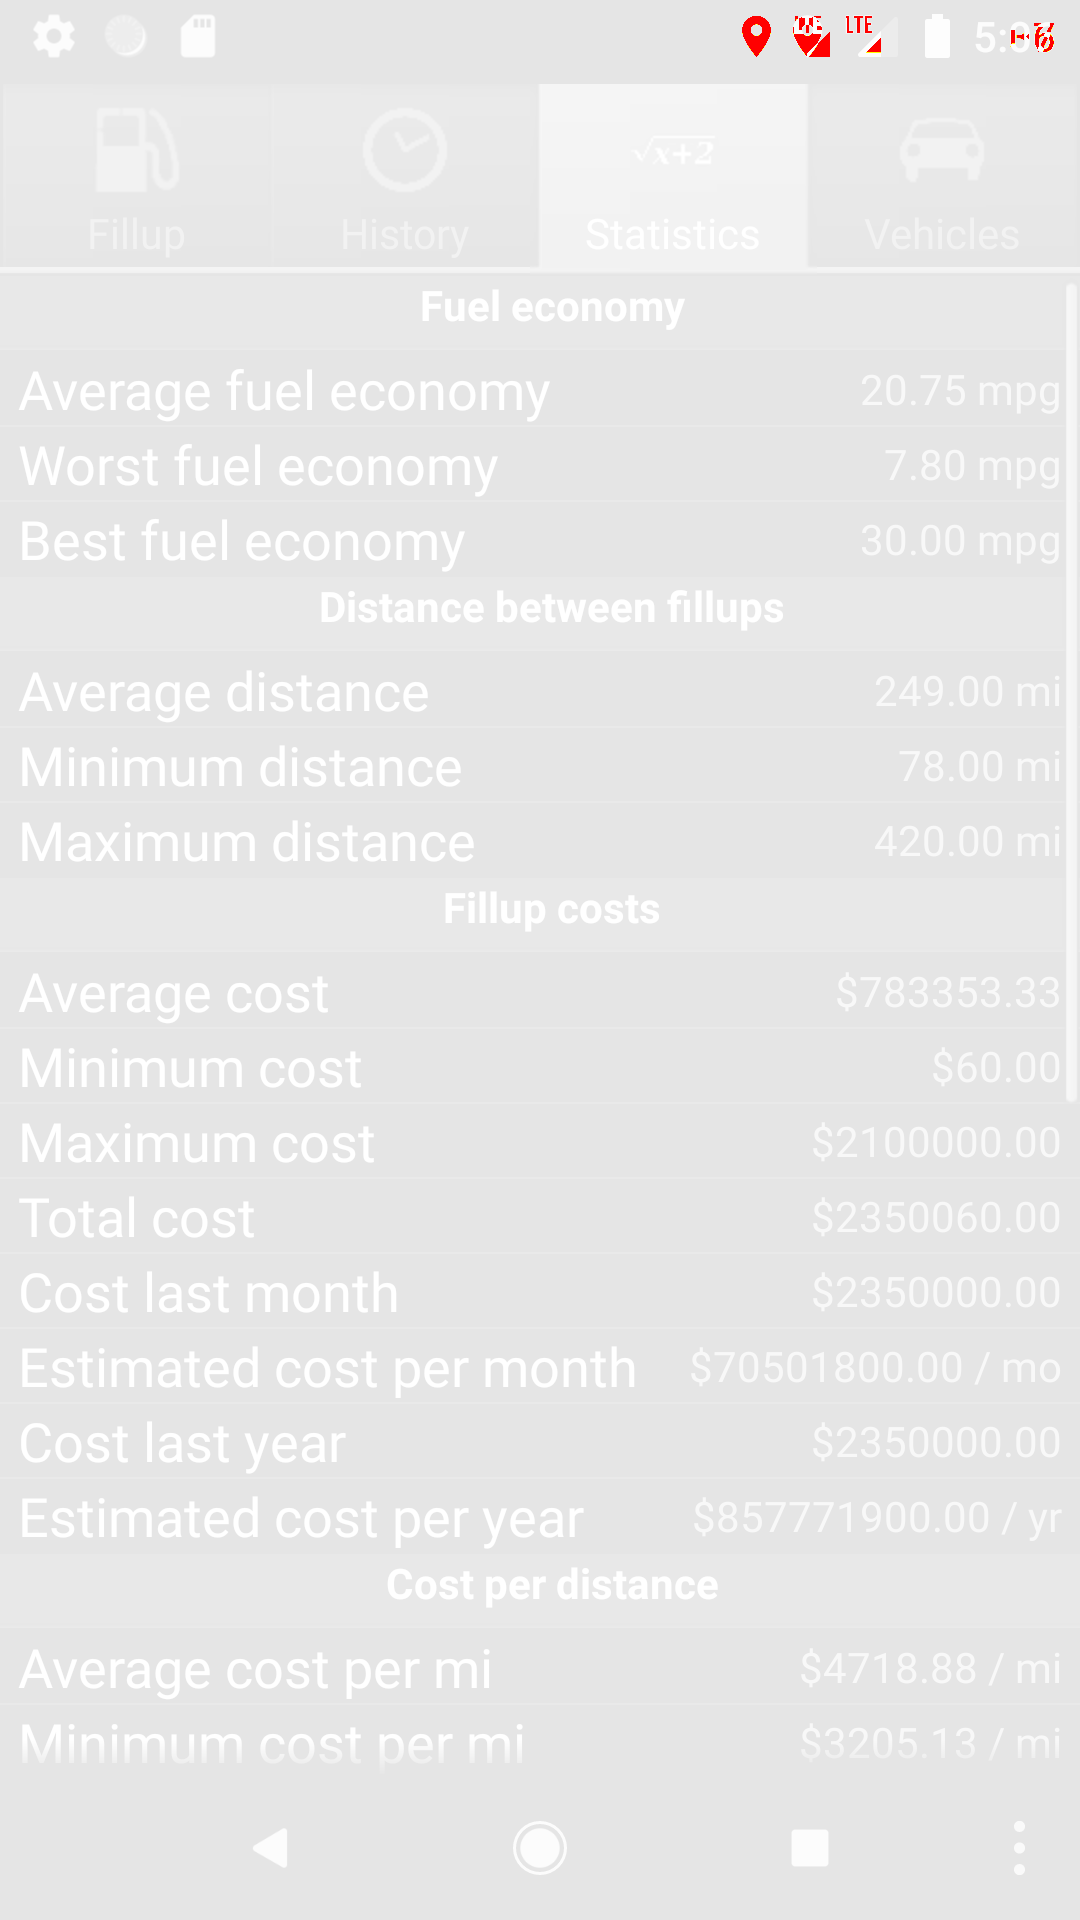 LTE LTE
Fillup History √x+2 Statistics Vehicles
Fuel economy
Average fuel economy 20.75 mpg
Worst fuel economy 7.80 mpg
Best fuel economy 30.00 mpg
Distance between fillups
Average distance 249.00 mi
Minimum distance 78.00 mi
Maximum distance 420.00 mi
Fillup costs
Average cost $783353.33
Minimum cost $60.00
Maximum cost $2100000.00
Total cost $2350060.00
Cost last month $2350000.00
Estimated cost per month $70501800.00 / mo
Cost last year $2350000.00
Estimated cost per year $857771900.00 / yr
Cost per distance
Average cost per mi $4718.88 / mi
Minimum cost per mi $3205.13 / mi